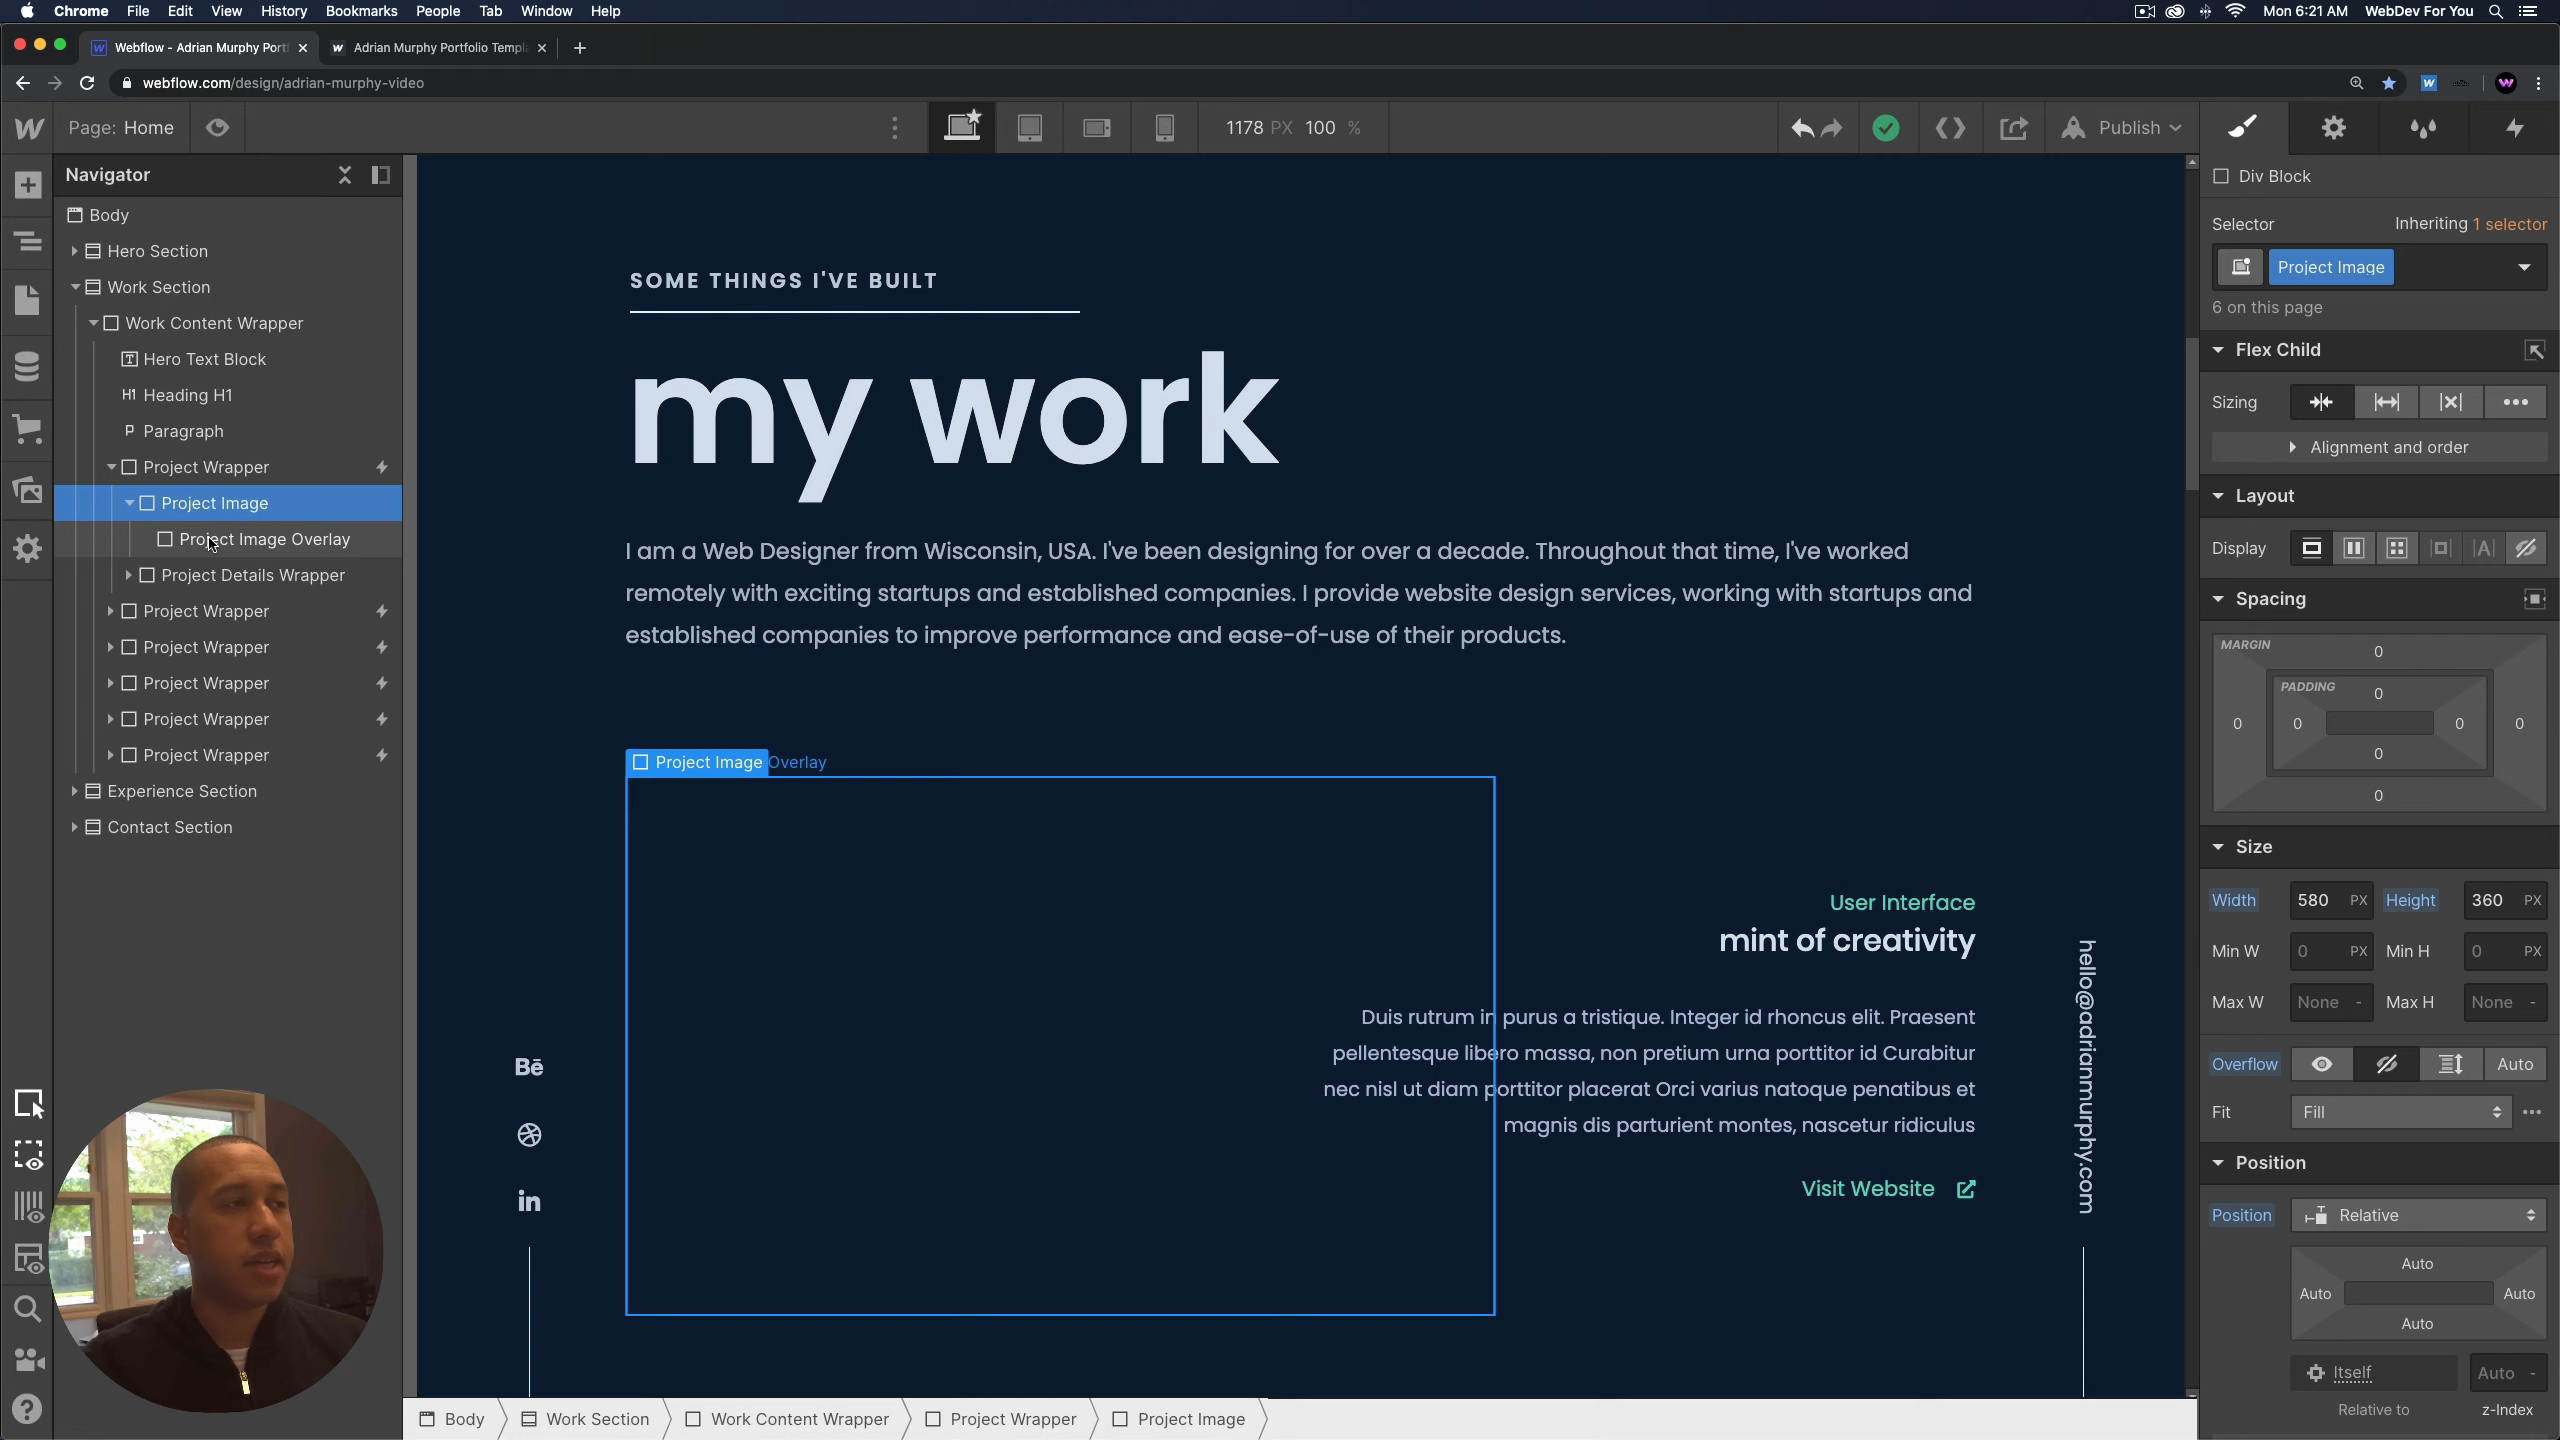 Chrome File Edit View History Bookmarks People Tab Window Help
Mon 6:21 AM WebDev For You
Webflow - Adrian Murphy Portf
Adrian Murphy Portfolio Templ
webflow.com/design/adrian-murphy-video
Page: Home
1178 PX 100 %
Publish
Navigator
Body
Hero Section
Work Section
Work Content Wrapper
Hero Text Block
H1 Heading H1
P Paragraph
Project Wrapper
Project Image
Project Image Overlay
Project Details Wrapper
Project Wrapper
Project Wrapper
Project Wrapper
Project Wrapper
Project Wrapper
Experience Section
Contact Section
SOME THINGS I'VE BUILT
my work
I am a Web Designer from Wisconsin, USA. I've been designing for over a decade. Throughout that time, I've worked
remotely with exciting startups and established companies. I provide website design services, working with startups and
established companies to improve performance and ease-of-use of their products.
Project Image Overlay
User Interface
mint of creativity
Duis rutrum in purus a tristique. Integer id rhoncus elit. Praesent
pellentesque libero massa, non pretium urna porttitor id Curabitur
nec nisl ut diam porttitor placerat Orci varius natoque penatibus et
magnis dis parturient montes, nascetur ridiculus
Visit Website
Bē
in
hello@adrianmurphy.com
Body Work Section Work Content Wrapper Project Wrapper Project Image
Div Block
Selector Inheriting 1 selector
Project Image
6 on this page
Flex Child
Sizing
Alignment and order
Layout
Display
Spacing
MARGIN
0
PADDING
0
0 0 0 0
0
0
Size
Width 580 PX Height 360 PX
Min W 0 PX Min H 0 PX
Max W None - Max H None -
Overflow Auto
Fit Fill
Position
Position Relative
Auto
Auto Auto
Auto
Itself Auto -
Relative to z-Index